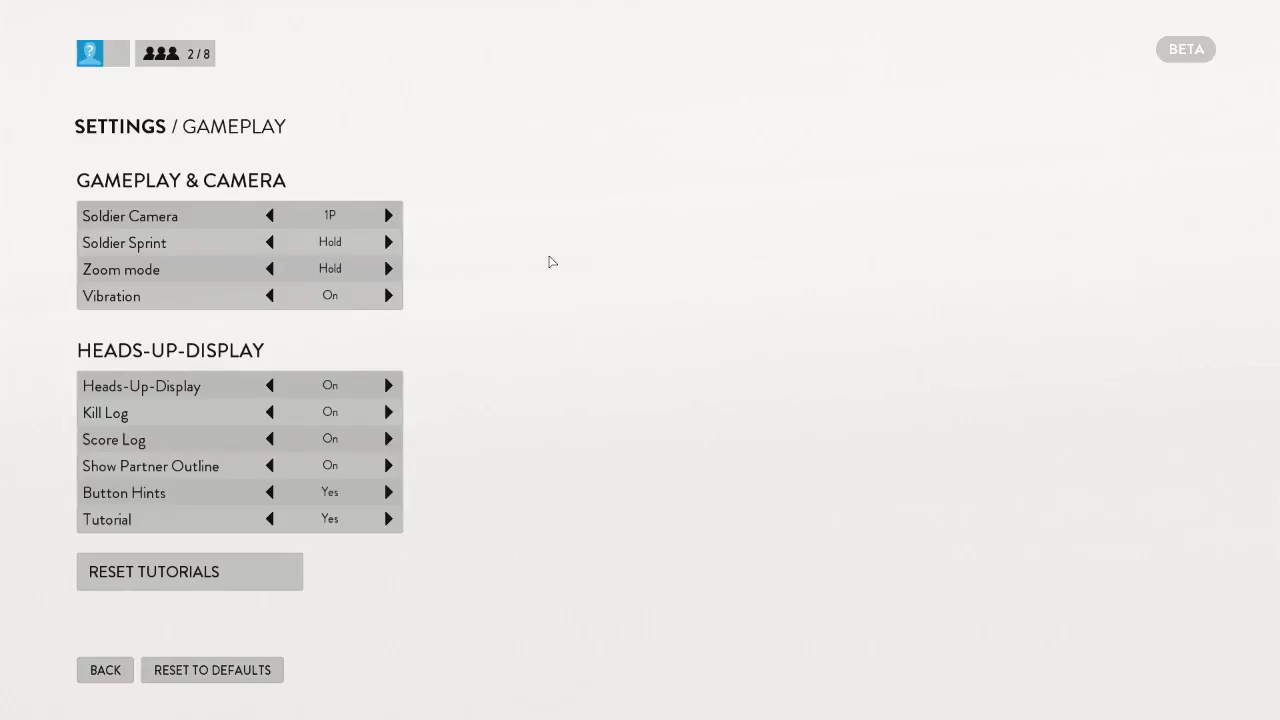 2 / 8
BETA
SETTINGS / GAMEPLAY
GAMEPLAY & CAMERA
Soldier Camera 1P
Soldier Sprint Hold
Zoom mode Hold
Vibration On
HEADS-UP-DISPLAY
Heads-Up-Display On
Kill Log On
Score Log On
Show Partner Outline On
Button Hints Yes
Tutorial Yes
RESET TUTORIALS
BACK RESET TO DEFAULTS